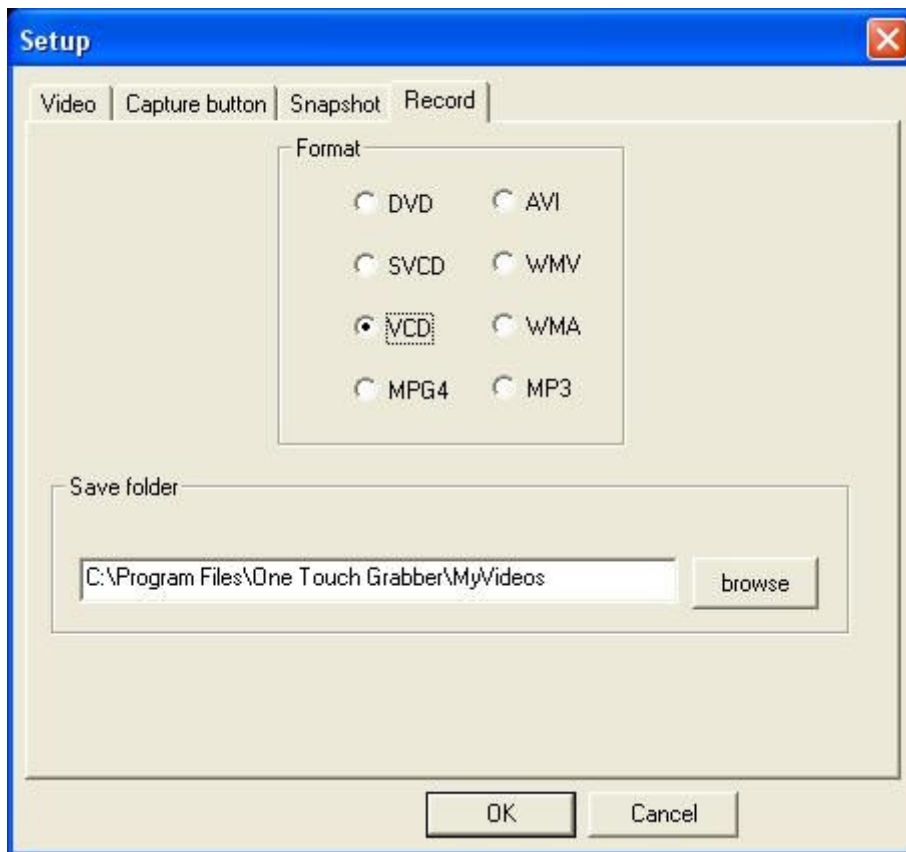 Setup
Video Capture button Snapshot Record
Format
DVD AVI
SVCD WMV
VCD WMA
MPG4 MP3
Save folder
C:\Program Files\One Touch Grabber\MyVideos browse
OK Cancel